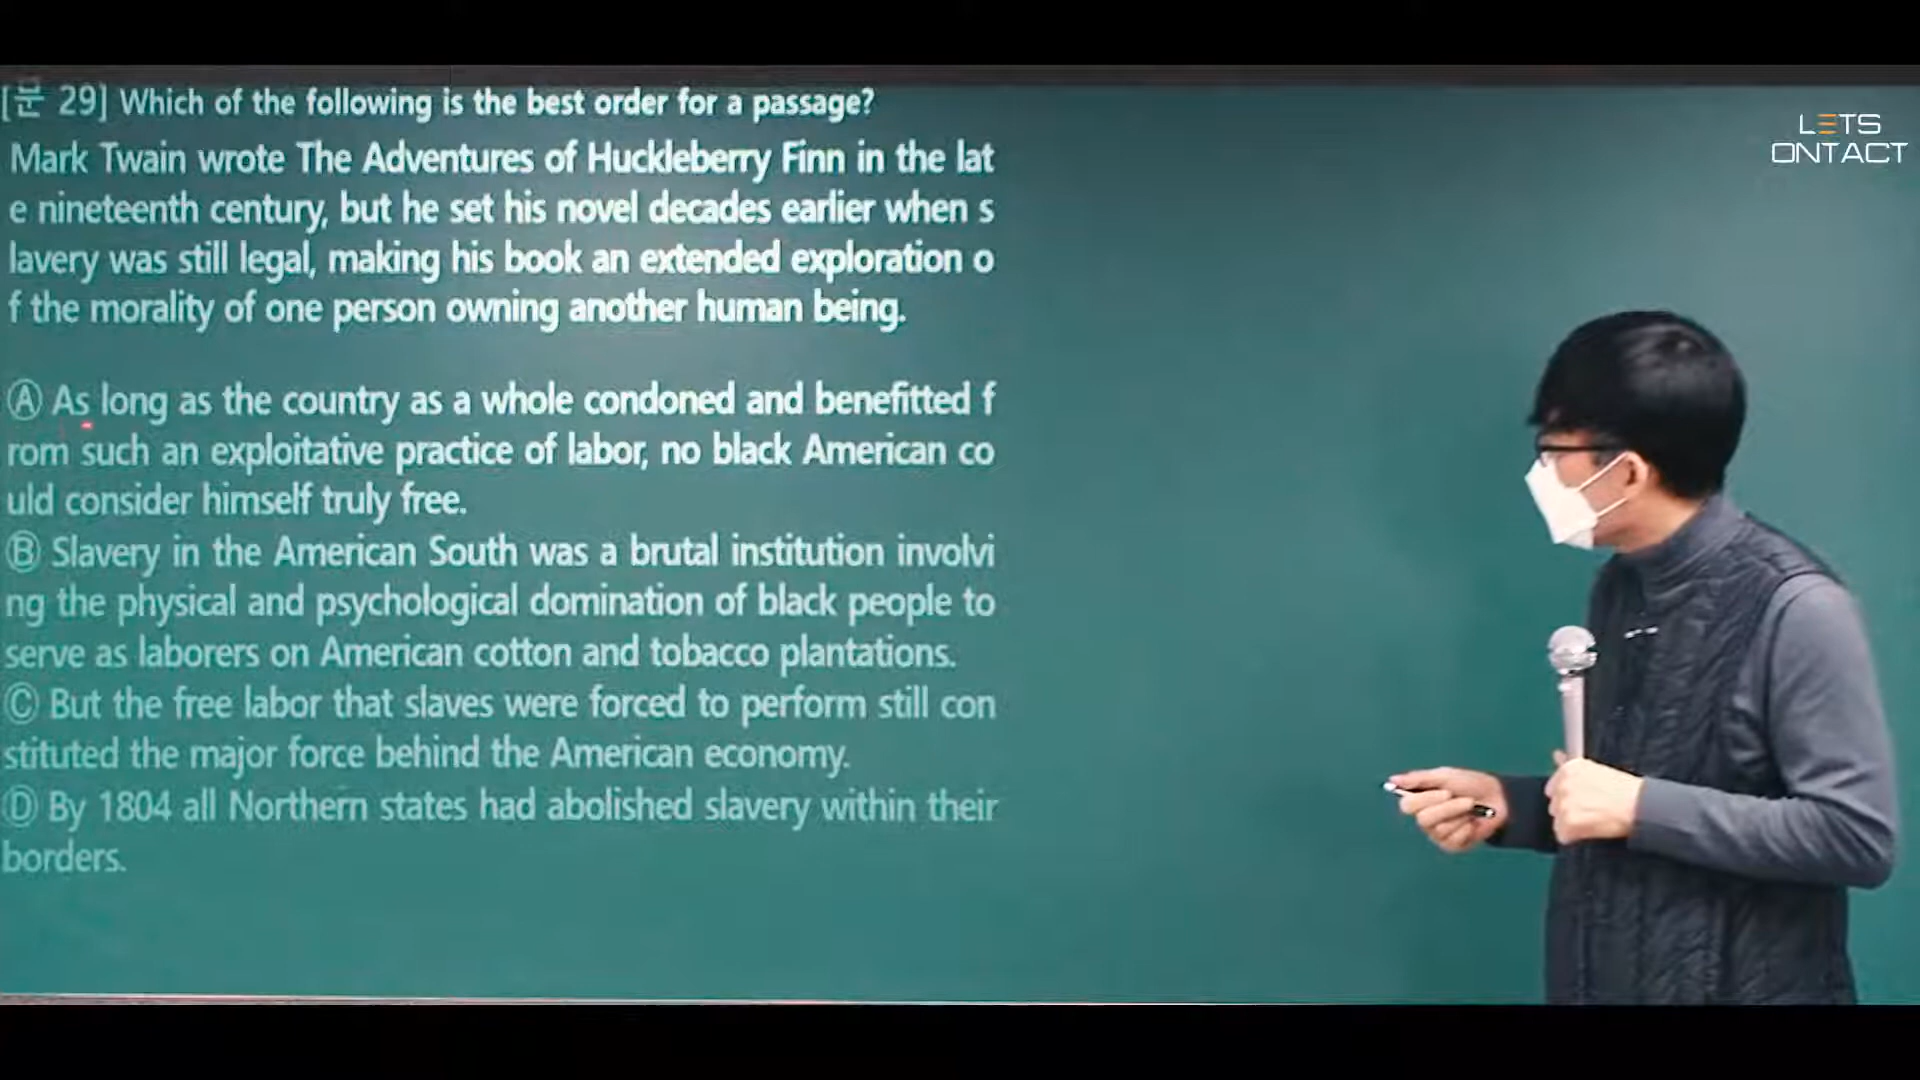 [문 29] Which of the following is the best order for a passage?
LETS
ONTACT
Mark Twain wrote The Adventures of Huckleberry Finn in the lat
e nineteenth century, but he set his novel decades earlier when s
lavery was still legal, making his book an extended exploration o
f the morality of one person owning another human being.
Ⓐ As long as the country as a whole condoned and benefitted f
rom such an exploitative practice of labor, no black American co
uld consider himself truly free.
Ⓑ Slavery in the American South was a brutal institution involvi
ng the physical and psychological domination of black people to
serve as laborers on American cotton and tobacco plantations.
Ⓒ But the free labor that slaves were forced to perform still con
stituted the major force behind the American economy.
Ⓓ By 1804 all Northern states had abolished slavery within their
borders.